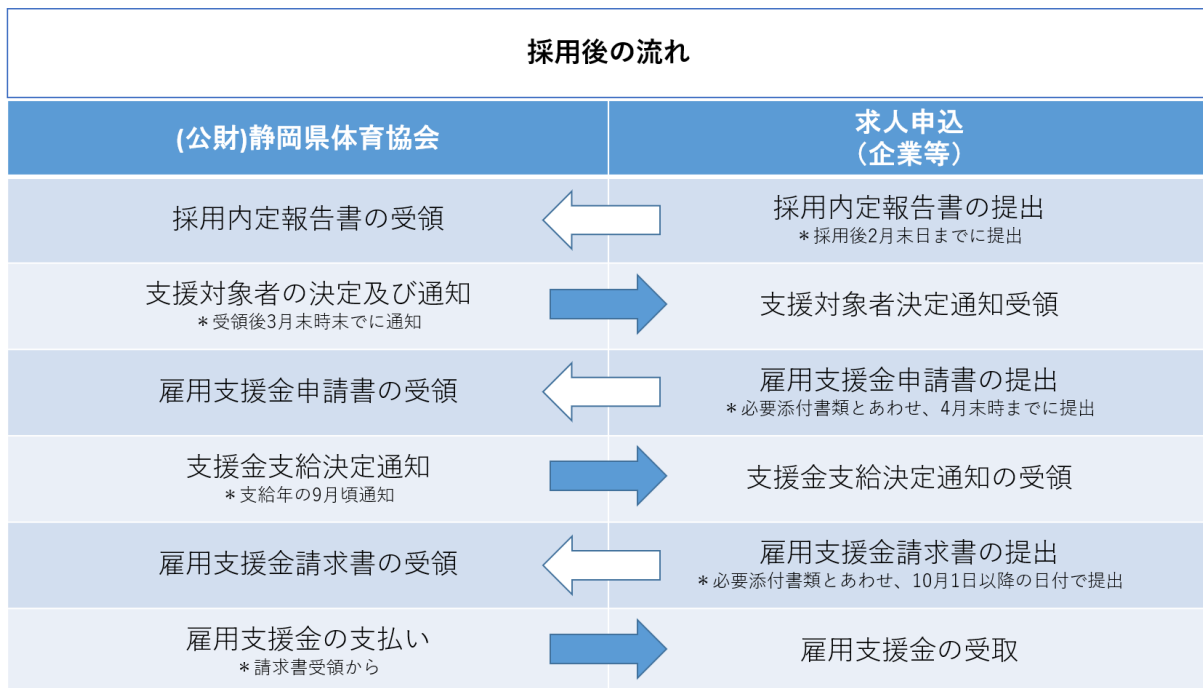 採用後の流れ
(公財)静岡県体育協会
求人申込
（企業等）
採用内定報告書の受領
採用内定報告書の提出
＊採用後2月末日までに提出
支援対象者の決定及び通知
＊受領後3月末時末でに通知
支援対象者決定通知受領
雇用支援金申請書の受領
雇用支援金申請書の提出
＊必要添付書類とあわせ、4月末時までに提出
支援金支給決定通知
＊支給年の9月頃通知
支援金支給決定通知の受領
雇用支援金請求書の受領
雇用支援金請求書の提出
＊必要添付書類とあわせ、10月1日以降の日付で提出
雇用支援金の支払い
＊請求書受領から
雇用支援金の受取